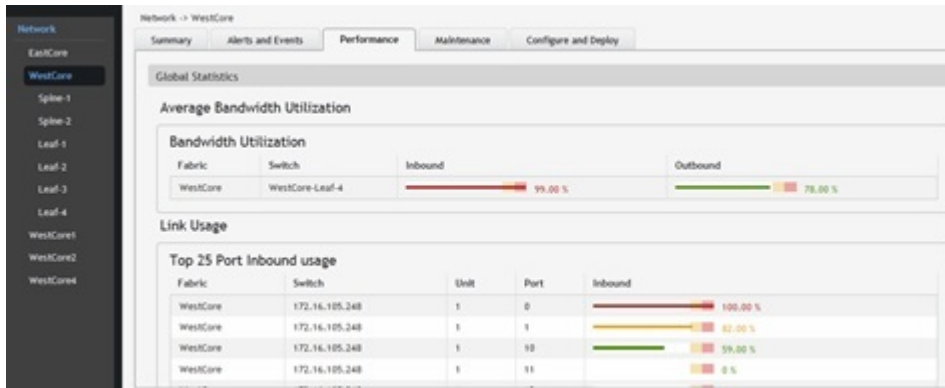 Network
EastCore
WestCore
Spine-1
Spine-2
Leaf-1
Leaf-2
Leaf-3
Leaf-4
WestCore1
WestCore2
WestCore4
Network -> WestCore
Summary Alerts and Events Performance Maintenance Configure and Deploy
Global Statistics
Average Bandwidth Utilization
Bandwidth Utilization
Fabric Switch Inbound Outbound
WestCore WestCore-Leaf-4 99.00 % 78.00 %
Link Usage
Top 25 Port Inbound usage
Fabric Switch Unit Port Inbound
WestCore 172.16.105.248 1 0 100.00 %
WestCore 172.16.105.248 1 1 82.00 %
WestCore 172.16.105.248 1 10 59.00 %
WestCore 172.16.105.248 1 11 0 %